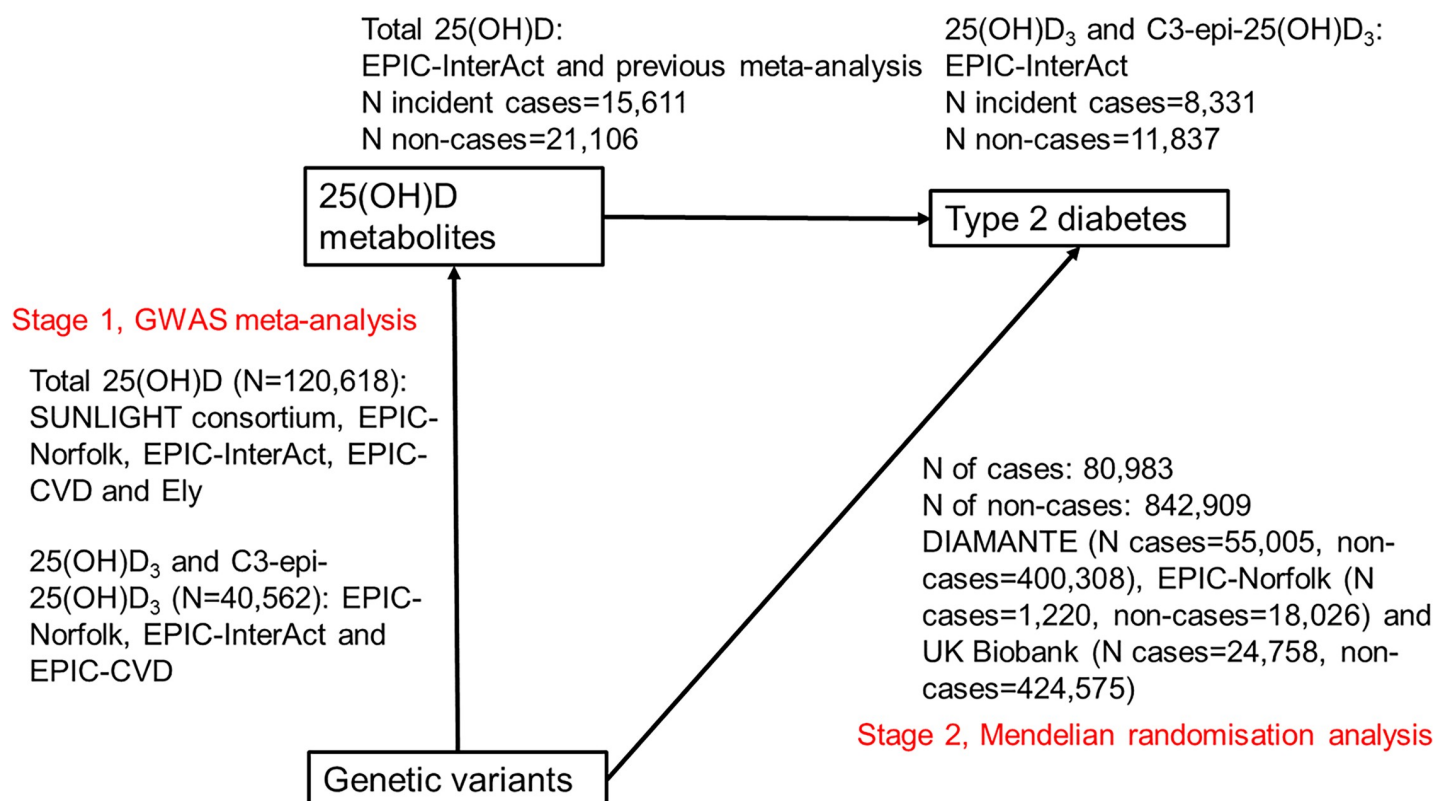 Total 25(OH)D:
EPIC-InterAct and previous meta-analysis
N incident cases=15,611
N non-cases=21,106
25(OH)D₃ and C3-epi-25(OH)D₃:
EPIC-InterAct
N incident cases=8,331
N non-cases=11,837
25(OH)D
metabolites
Type 2 diabetes
Stage 1, GWAS meta-analysis
Total 25(OH)D (N=120,618):
SUNLIGHT consortium, EPIC-
Norfolk, EPIC-InterAct, EPIC-
CVD and Ely
25(OH)D₃ and C3-epi-
25(OH)D₃ (N=40,562): EPIC-
Norfolk, EPIC-InterAct and
EPIC-CVD
N of cases: 80,983
N of non-cases: 842,909
DIAMANTE (N cases=55,005, non-
cases=400,308), EPIC-Norfolk (N
cases=1,220, non-cases=18,026) and
UK Biobank (N cases=24,758, non-
cases=424,575)
Stage 2, Mendelian randomisation analysis
Genetic variants